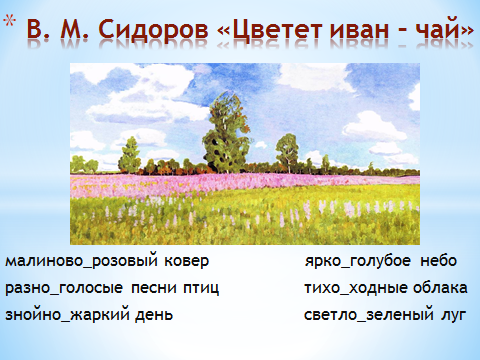 * В. М. Сидоров «Цветет иван – чай»
малиново_розовый ковер ярко_голубое небо
разно_голосые песни птиц тихо_ходные облака
знойно_жаркий день светло_зеленый луг